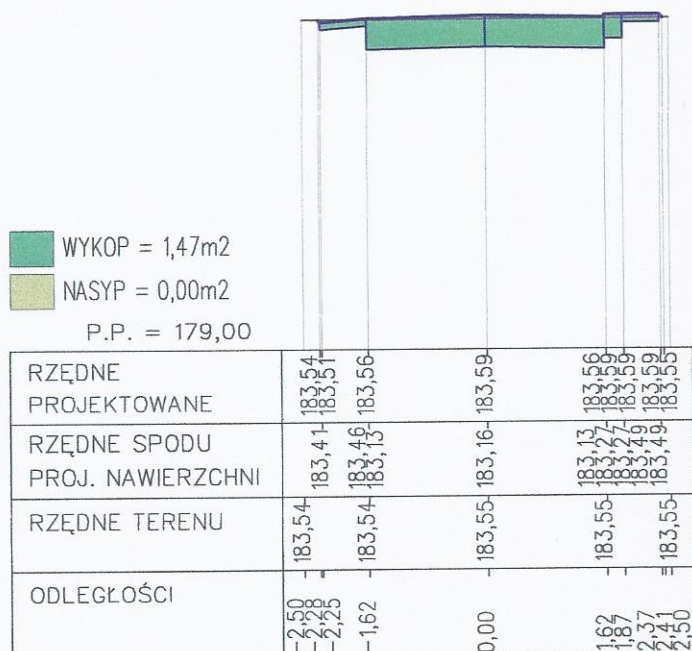 WYKOP = 1,47m2
NASYP = 0,00m2
P.P. = 179,00
RZĘDNE PROJEKTOWANE
183,54 183,51 183,56 183,59 183,56 183,59 183,59 183,59 183,55
RZĘDNE SPODU PROJ. NAWIERZCHNI
183,41 183,46 183,13 183,16 183,13 183,27 183,27 183,49 183,49
RZĘDNE TERENU
183,54 183,54 183,55 183,55 183,55
ODLEGŁOŚCI
-2,50 -2,28 -2,25 -1,62 0,00 1,62 1,87 2,37 2,41 2,50